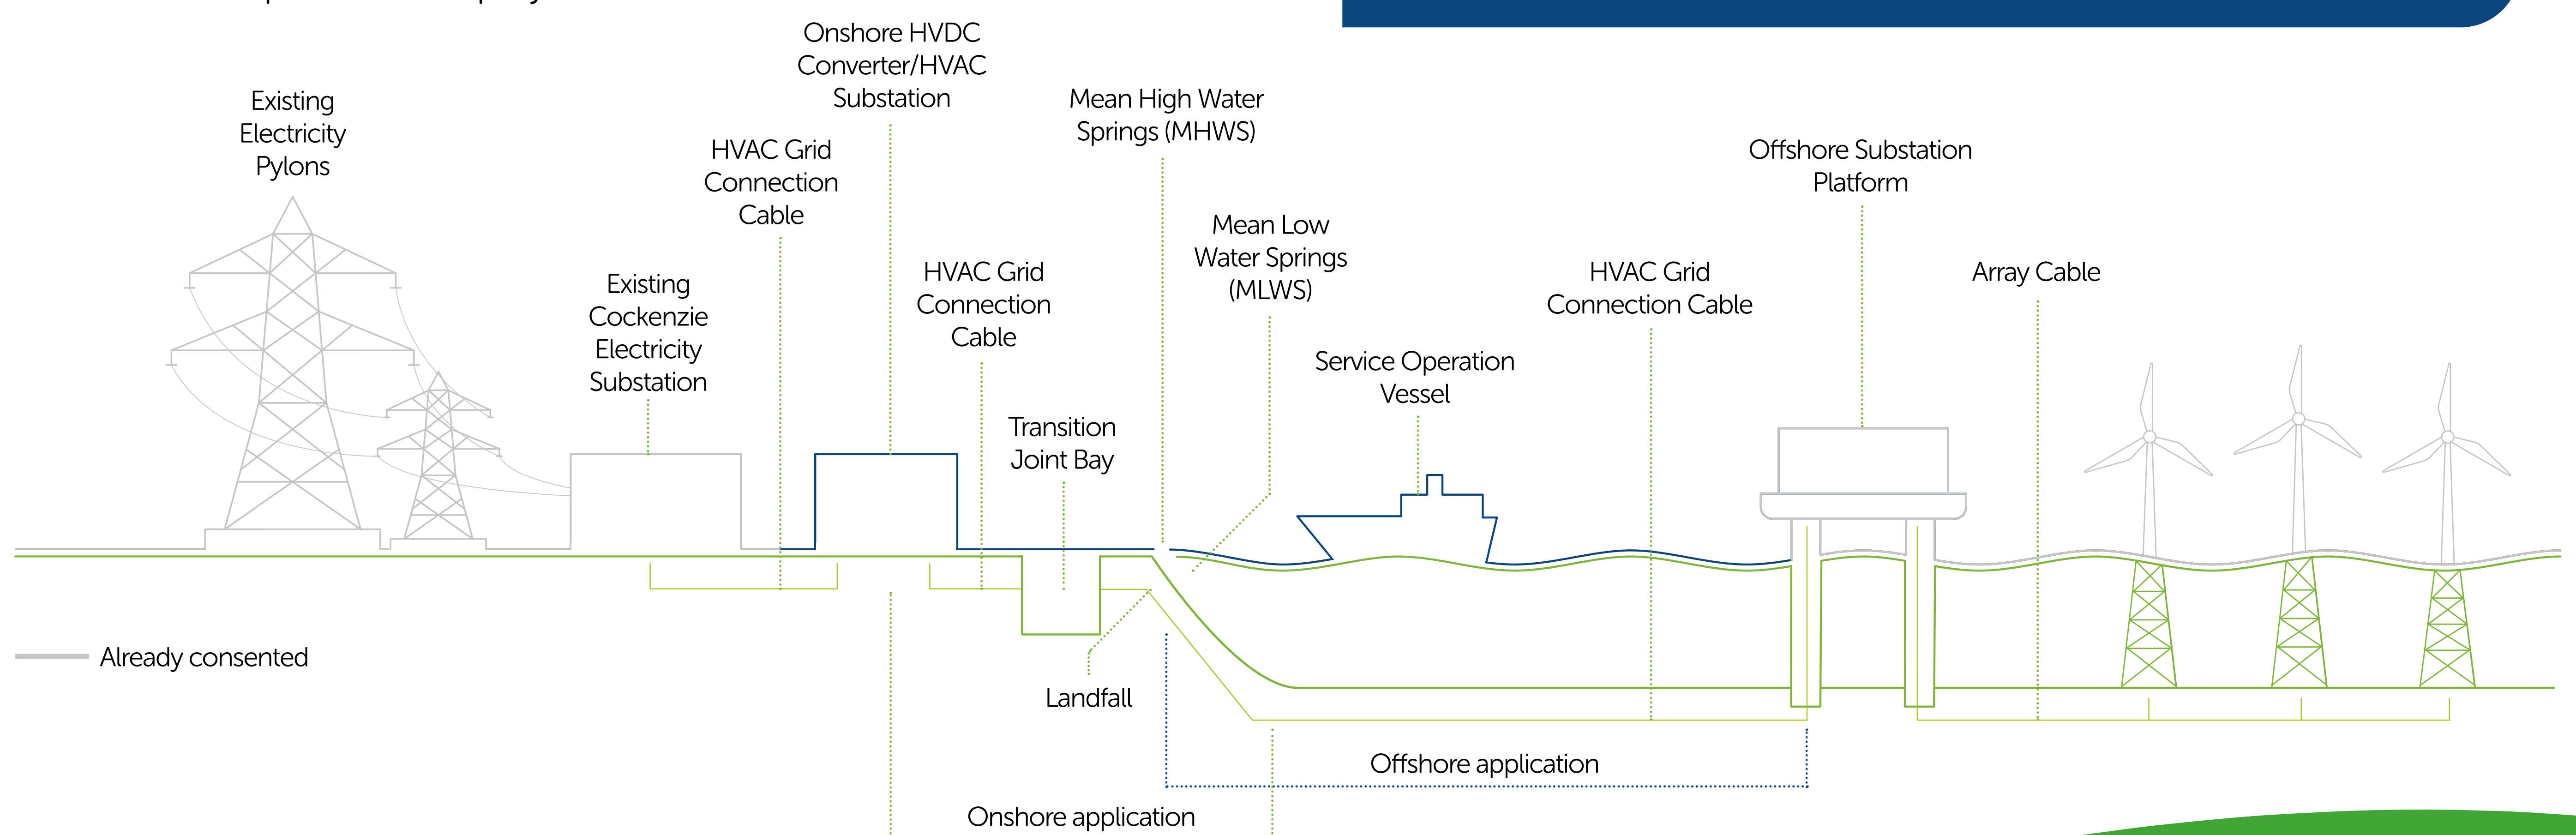 Onshore HVDC
Converter/HVAC
Substation
Existing
Electricity
Pylons
Mean High Water
Springs (MHWS)
HVAC Grid
Connection
Cable
Offshore Substation
Platform
Mean Low
Water Springs
(MLWS)
Existing
Cockenzie
Electricity
Substation
HVAC Grid
Connection
Cable
HVAC Grid
Connection Cable
Array Cable
Service Operation
Vessel
Transition
Joint Bay
Already consented
Landfall
Offshore application
Onshore application